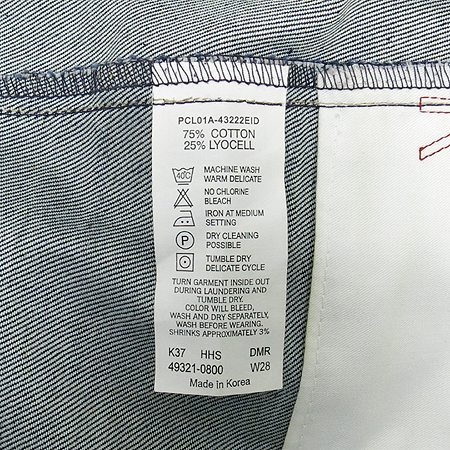 PCL01A-43222EID
75% COTTON
25% LYOCELL
40°C
MACHINE WASH
WARM DELICATE
NO CHLORINE
BLEACH
IRON AT MEDIUM
SETTING
P
DRY CLEANING
POSSIBLE
TUMBLE DRY
DELICATE CYCLE
TURN GARMENT INSIDE OUT
DURING LAUNDERING AND
TUMBLE DRY.
COLOR WILL BLEED,
WASH AND DRY SEPARATELY,
WASH BEFORE WEARING.
SHRINKS APPROXIMATELY 3%
K37 HHS DMR
49321-0800 W28
Made in Korea